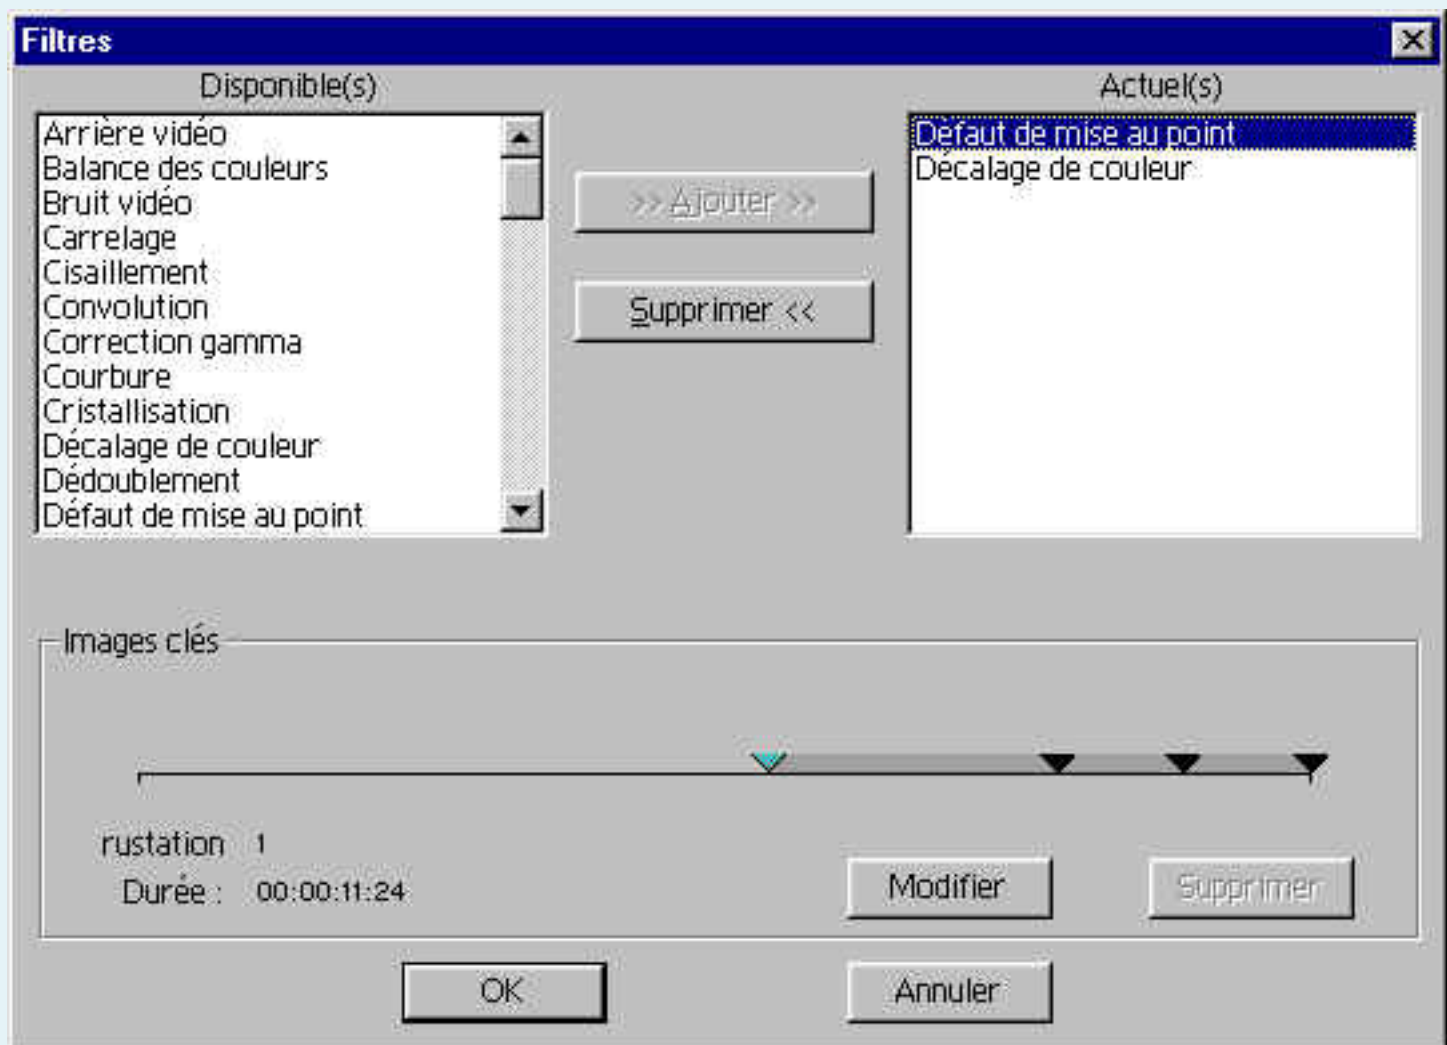 Filtres
Disponible(s)
Actuel(s)
Arrière vidéo
Balance des couleurs
Bruit vidéo
Carrelage
Cisaillement
Convolution
Correction gamma
Courbure
Cristallisation
Décalage de couleur
Dédoublement
Défaut de mise au point
>> Ajouter >>
Supprimer <<
Défaut de mise au point
Décalage de couleur
Images clés
rustation 1
Durée : 00:00:11:24
Modifier
Supprimer
OK
Annuler